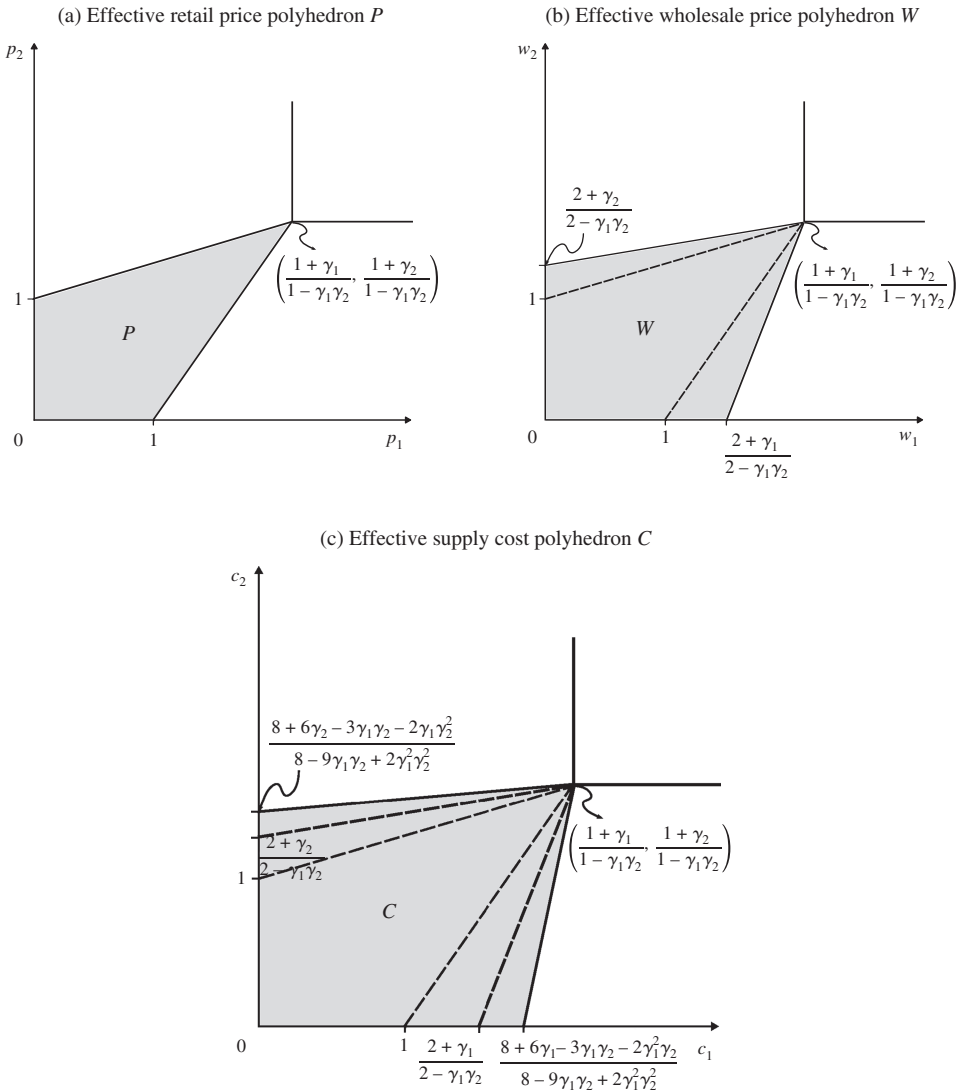 (a) Effective retail price polyhedron P
p₂
1
P
(1 + γ₁ / 1 – γ₁γ₂, 1 + γ₂ / 1 – γ₁γ₂)
0
1
p₁
(b) Effective wholesale price polyhedron W
w₂
2 + γ₂ / 2 – γ₁γ₂
1
W
(1 + γ₁ / 1 – γ₁γ₂, 1 + γ₂ / 1 – γ₁γ₂)
0
1
2 + γ₁ / 2 – γ₁γ₂
w₁
(c) Effective supply cost polyhedron C
c₂
8 + 6γ₂ – 3γ₁γ₂ – 2γ₁γ₂² / 8 – 9γ₁γ₂ + 2γ₁²γ₂²
2 + γ₂ / 2 – γ₁γ₂
1
C
(1 + γ₁ / 1 – γ₁γ₂, 1 + γ₂ / 1 – γ₁γ₂)
0
1
2 + γ₁ / 2 – γ₁γ₂
8 + 6γ₁ – 3γ₁γ₂ – 2γ₁²γ₂ / 8 – 9γ₁γ₂ + 2γ₁²γ₂²
c₁